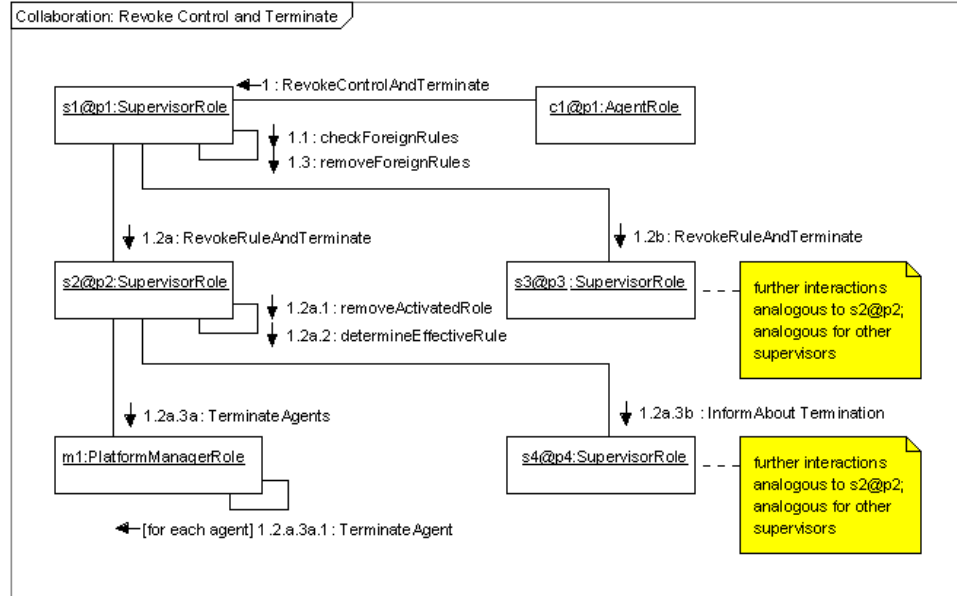 Collaboration: Revoke Control and Terminate
1 : RevokeControlAndTerminate
s1@p1:SupervisorRole
c1@p1:AgentRole
1.1: checkForeignRules
1.3: removeForeignRules
1.2a: RevokeRuleAndTerminate
1.2b: RevokeRuleAndTerminate
s2@p2:SupervisorRole
s3@p3 : SupervisorRole
further interactions
analogous to s2@p2;
analogous for other
supervisors
1.2a.1 : removeActivatedRole
1.2a.2: determineEffectiveRule
1.2a.3a: TerminateAgents
1.2a.3b : InformAbout Termination
m1:PlatformManagerRole
s4@p4:SupervisorRole
further interactions
analogous to s2@p2;
analogous for other
supervisors
[for each agent] 1.2.a.3a.1 : TerminateAgent